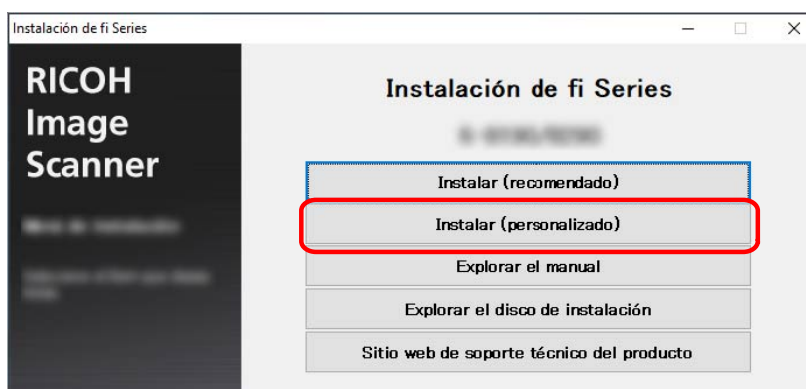 Instalación de fi Series
RICOH
Image
Scanner
Instalación de fi Series
Instalar (recomendado)
Instalar (personalizado)
Explorar el manual
Explorar el disco de instalación
Sitio web de soporte técnico del producto